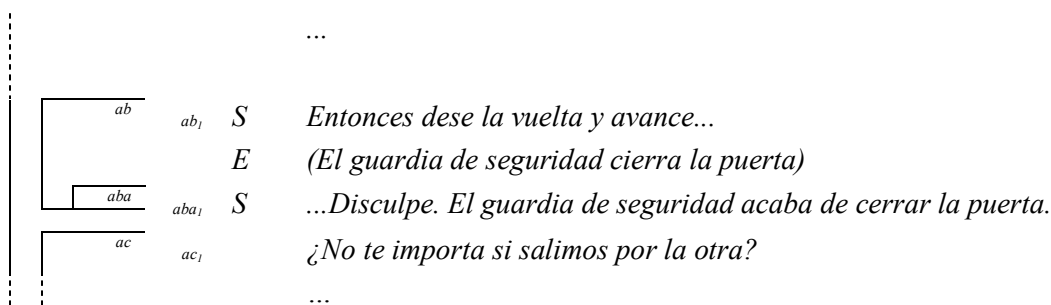 ...
ab ab₁ S Entonces dese la vuelta y avance...
E (El guardia de seguridad cierra la puerta)
aba aba₁ S ...Disculpe. El guardia de seguridad acaba de cerrar la puerta.
ac ac₁ ¿No te importa si salimos por la otra?
...